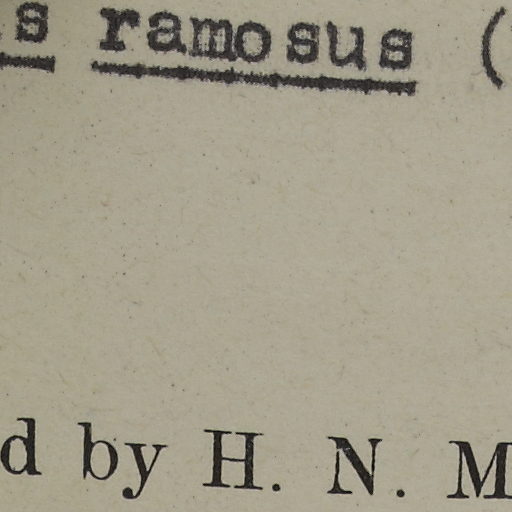 s ramosus (
d by H. N. M